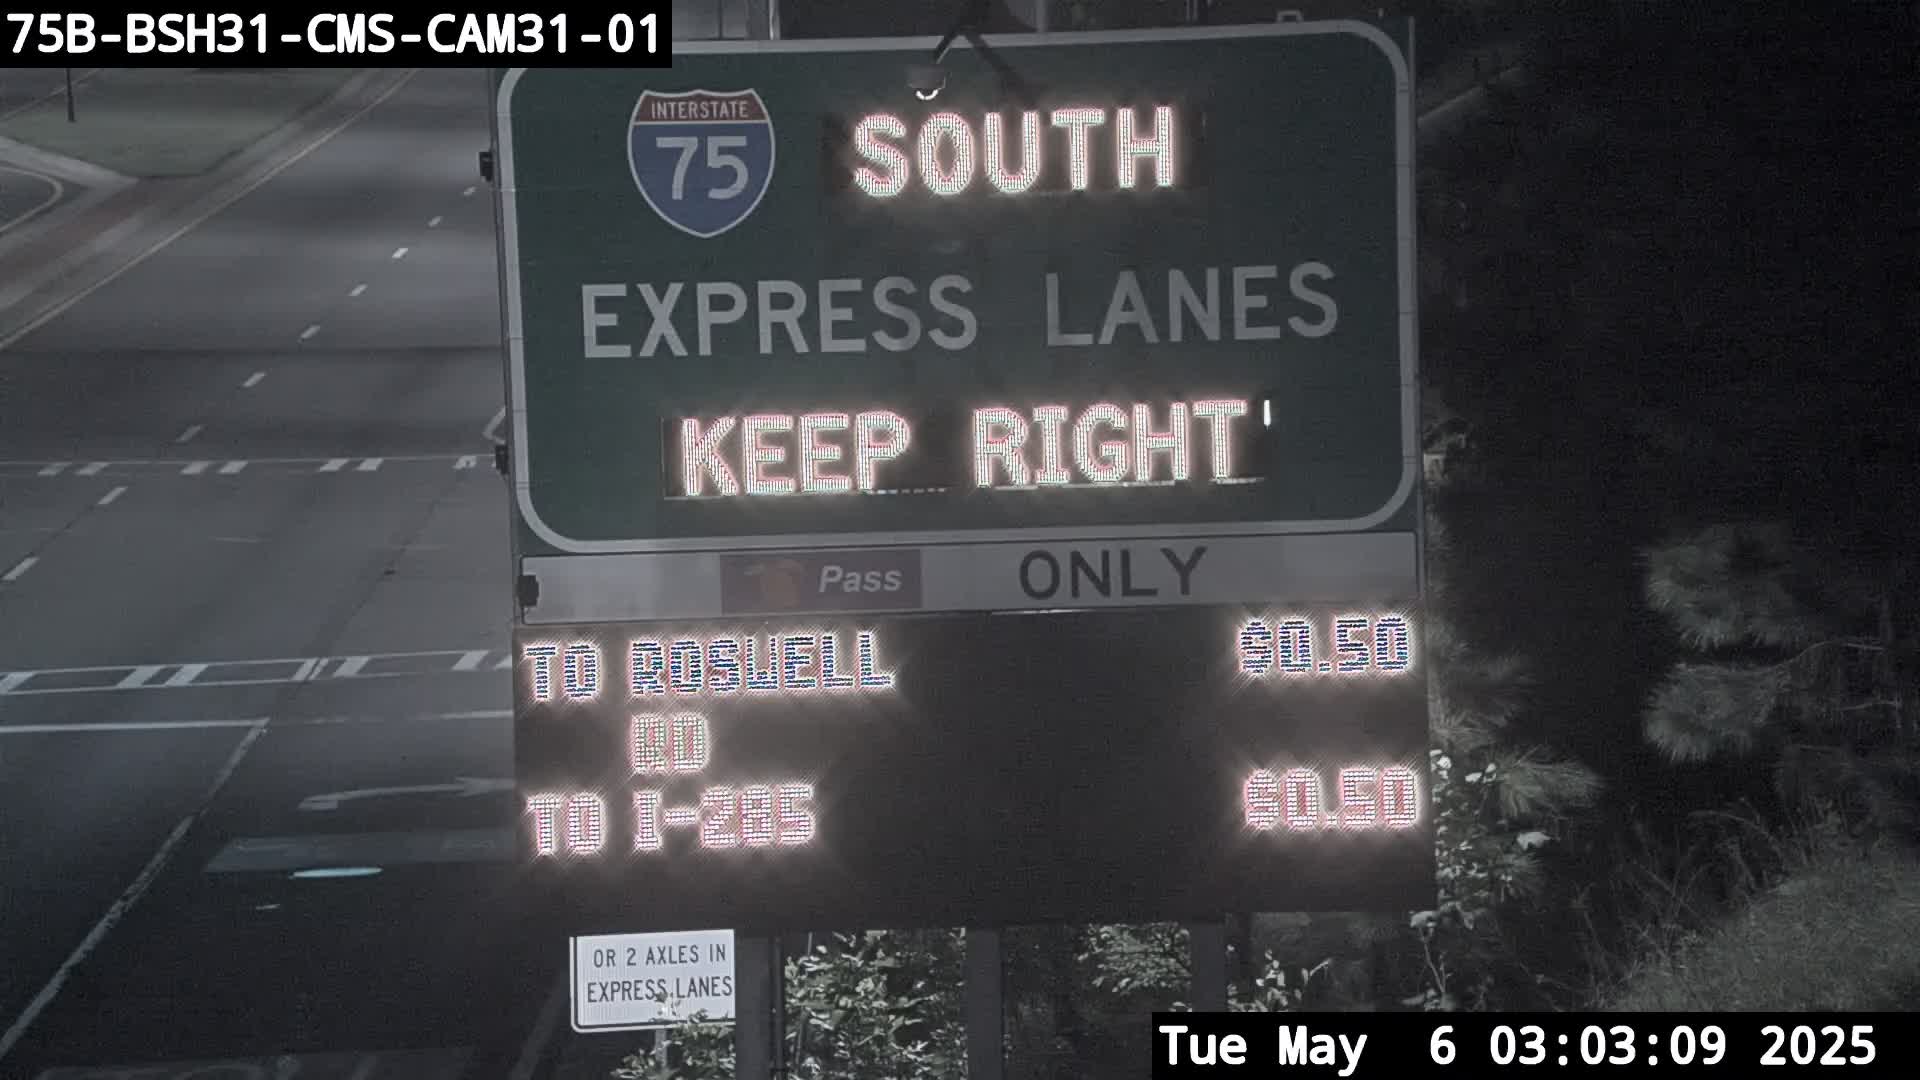 75B-BSH31-CMS-CAM31-01
INTERSTATE
75
SOUTH
EXPRESS LANES
KEEP RIGHT
Pass ONLY
TO ROSWELL $0.50
RD
TO I-285 $0.50
OR 2 AXLES IN
EXPRESS LANES
Tue May 6 03:03:09 2025